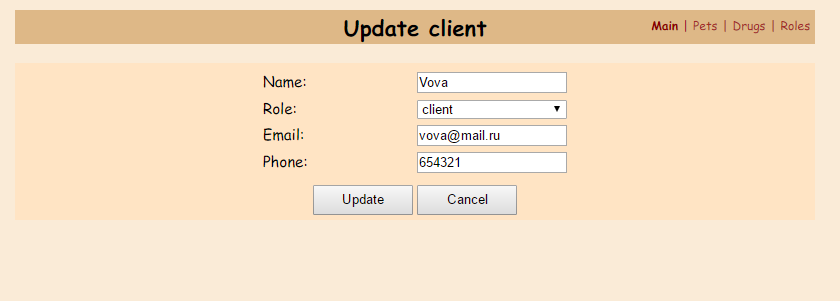 Update client
Main | Pets | Drugs | Roles
Name: Vova
Role: client
Email: vova@mail.ru
Phone: 654321
Update Cancel